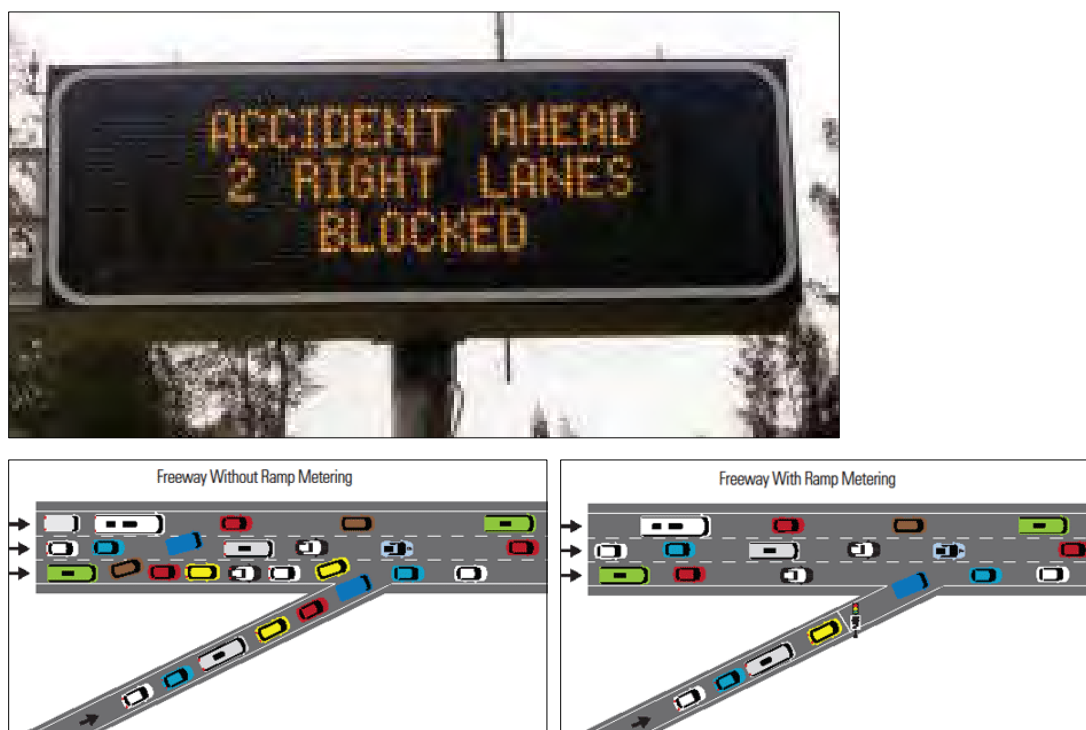 ACCIDENT AHEAD
2 RIGHT LANES
BLOCKED
Freeway Without Ramp Metering
Freeway With Ramp Metering